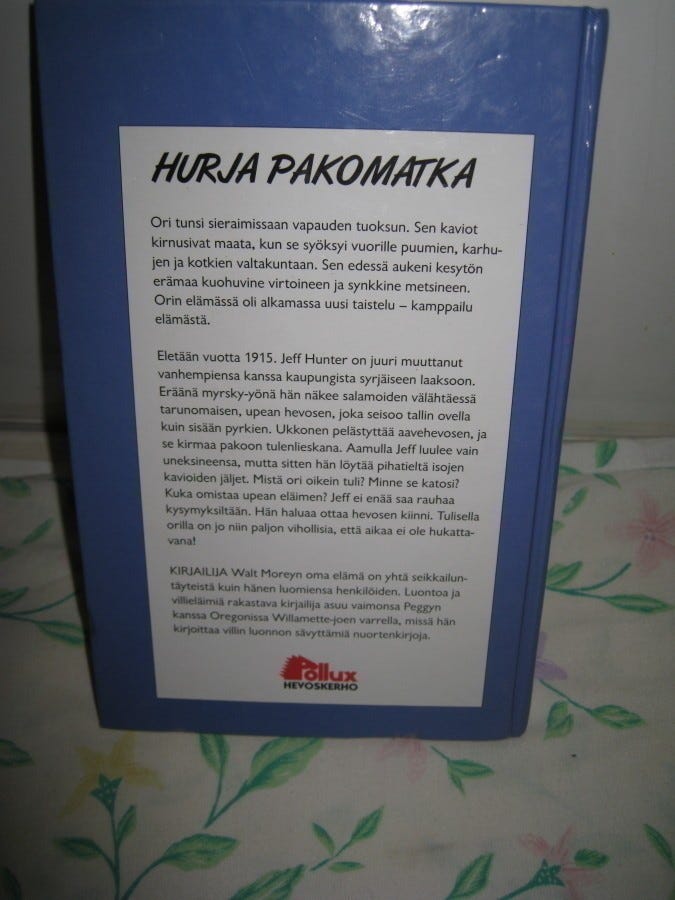 HURJA PAKOMATKA
Ori tunsi sieraimissaan vapauden tuoksun. Sen kaviot
kirnusivat maata, kun se syöksyi vuorille puumien, karhu-
jen ja kotkien valtakuntaan. Sen edessä aukeni kesytön
erämaa kuohuvine virtoineen ja synkkine metsineen.
Orin elämässä oli alkamassa uusi taistelu – kamppailu
elämästä.
Eletään vuotta 1915. Jeff Hunter on juuri muuttanut
vanhempiensa kanssa kaupungista syrjäiseen laaksoon.
Eräänä myrsky-yönä hän näkee salamoiden välähtäessä
tarunomaisen, upean hevosen, joka seisoo tallin ovella
kuin sisään pyrkien. Ukkonen pelästyttää aavehevosen, ja
se kirmaa pakoon tulenlieskana. Aamulla Jeff luulee vain
uneksineensa, mutta sitten hän löytää pihatieltä isojen
kavioiden jäljet. Mistä ori oikein tuli? Minne se katosi?
Kuka omistaa upean eläimen? Jeff ei enää saa rauhaa
kysymyksiltään. Hän haluaa ottaa hevosen kiinni. Tulisella
orilla on jo niin paljon vihollisia, että aikaa ei ole hukatta-
vana!
KIRJAILIJA Walt Moreyn oma elämä on yhtä seikkailun-
täyteistä kuin hänen luomiensa henkilöiden. Luontoa ja
villieläimiä rakastava kirjailija asuu vaimonsa Peggyn
kanssa Oregonissa Willamette-joen varrella, missä hän
kirjoittaa villin luonnon sävyttämiä nuortenkirjoja.
Pollux
HEVOSKERHO